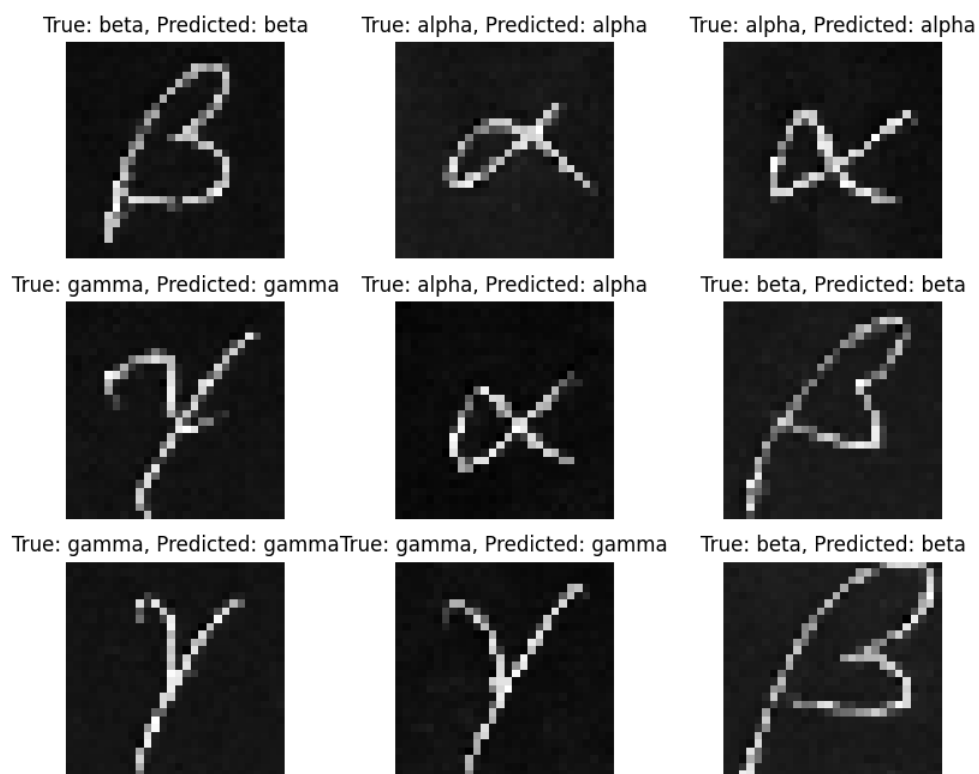 True: beta, Predicted: beta
True: alpha, Predicted: alpha
True: alpha, Predicted: alpha
β
α
α
True: gamma, Predicted: gamma
True: alpha, Predicted: alpha
True: beta, Predicted: beta
γ
α
β
True: gamma, Predicted: gamma
True: gamma, Predicted: gamma
True: beta, Predicted: beta
γ
γ
β